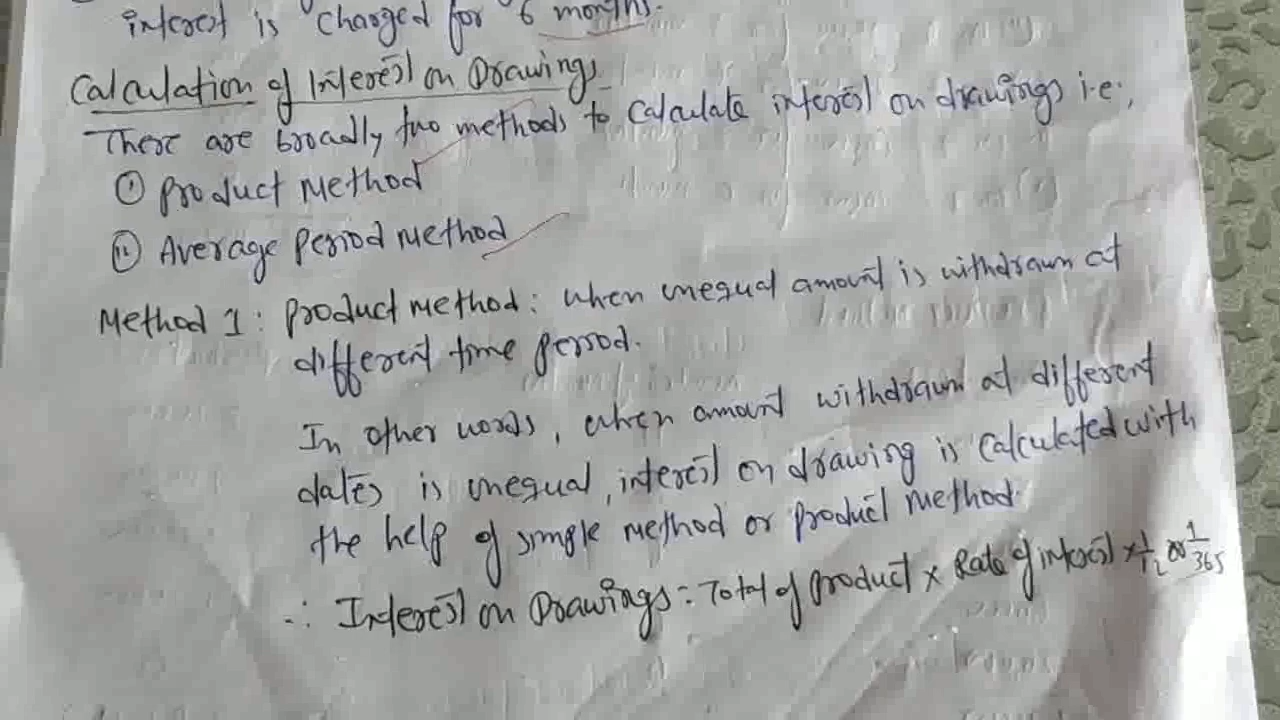 interest is charged for 6 months.
Calculation of Interest on Drawings
There are broadly two methods to calculate interest on drawings i.e.,
(i) Product Method
(ii) Average Period Method
Method 1: Product method: when unequal amount is withdrawn at
different time period.
In other words, when amount withdrawn at different
dates is unequal, interest on drawing is calculated with
the help of simple method or product method.
∴ Interest on Drawings = Total of product × Rate of interest × 1/12 or 1/365